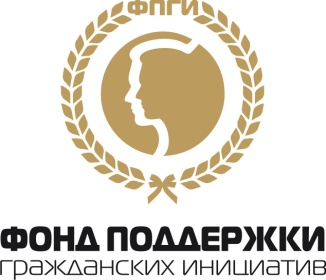 ФПГИ
ФОНД ПОДДЕРЖКИ
гражданских инициатив